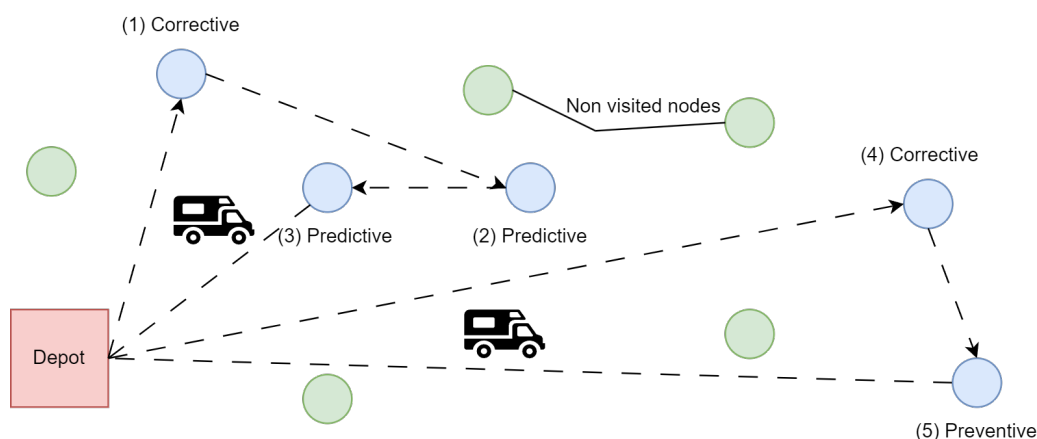 (1) Corrective
Non visited nodes
(4) Corrective
(3) Predictive
(2) Predictive
Depot
(5) Preventive